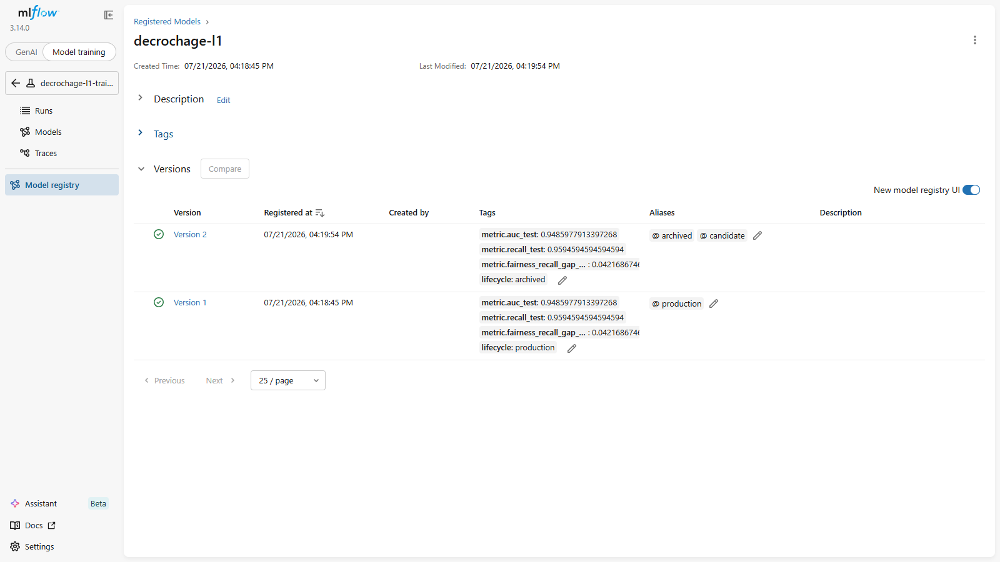 mlflow
3.14.0
GenAI Model training
decrochage-l1-trai...
Runs
Models
Traces
Model registry
Assistant Beta
Docs
Settings
Registered Models
decrochage-l1
Created Time: 07/21/2026, 04:18:45 PM Last Modified: 07/21/2026, 04:19:54 PM
Description Edit
Tags
Versions Compare
New model registry UI
Version Registered at Created by Tags Aliases Description
Version 2 07/21/2026, 04:19:54 PM metric.auc_test: 0.9485977913397268 @ archived @ candidate
metric.recall_test: 0.9594594594594594
metric.fairness_recall_gap_... : 0.0421686746
lifecycle: archived
Version 1 07/21/2026, 04:18:45 PM metric.auc_test: 0.9485977913397268 @ production
metric.recall_test: 0.9594594594594594
metric.fairness_recall_gap_... : 0.0421686746
lifecycle: production
Previous Next 25 / page